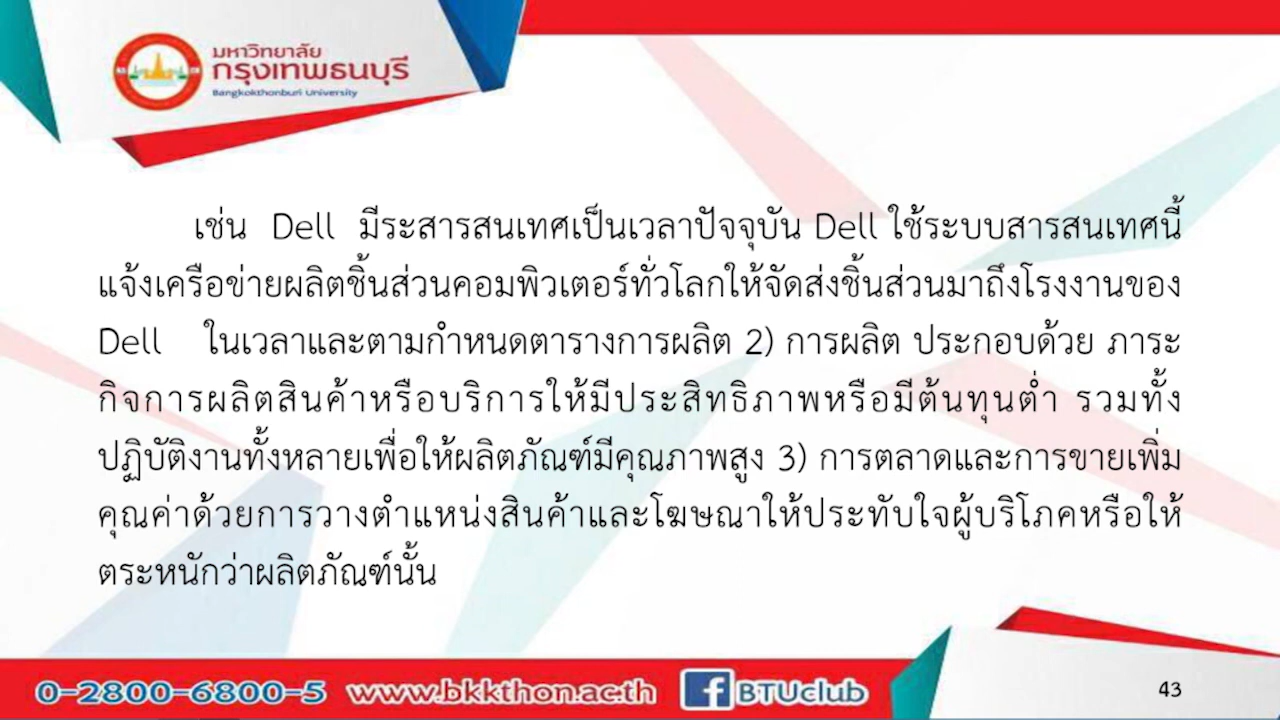 มหาวิทยาลัย
กรุงเทพธนบุรี
Bangkokthonburi University
เช่น Dell มีระสารสนเทศเป็นเวลาปัจจุบัน Dell ใช้ระบบสารสนเทศนี้
แจ้งเครือข่ายผลิตชิ้นส่วนคอมพิวเตอร์ทั่วโลกให้จัดส่งชิ้นส่วนมาถึงโรงงานของ
Dell ในเวลาและตามกำหนดตารางการผลิต 2) การผลิต ประกอบด้วย ภาระ
กิจการผลิตสินค้าหรือบริการให้มีประสิทธิภาพหรือมีต้นทุนต่ำ รวมทั้ง
ปฏิบัติงานทั้งหลายเพื่อให้ผลิตภัณฑ์มีคุณภาพสูง 3) การตลาดและการขายเพิ่ม
คุณค่าด้วยการวางตำแหน่งสินค้าและโฆษณาให้ประทับใจผู้บริโภคหรือให้
ตระหนักว่าผลิตภัณฑ์นั้น
0-2800-6800-5 www.bkkthon.ac.th BTUclub
43